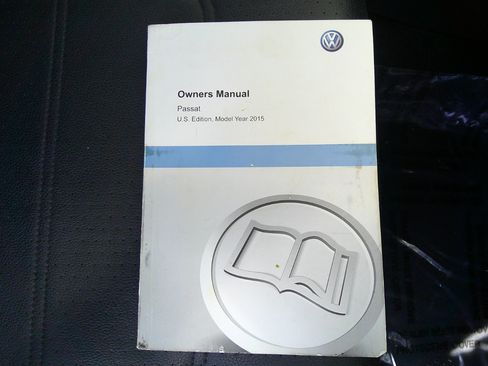 Owners Manual
Passat
U.S. Edition, Model Year 2015